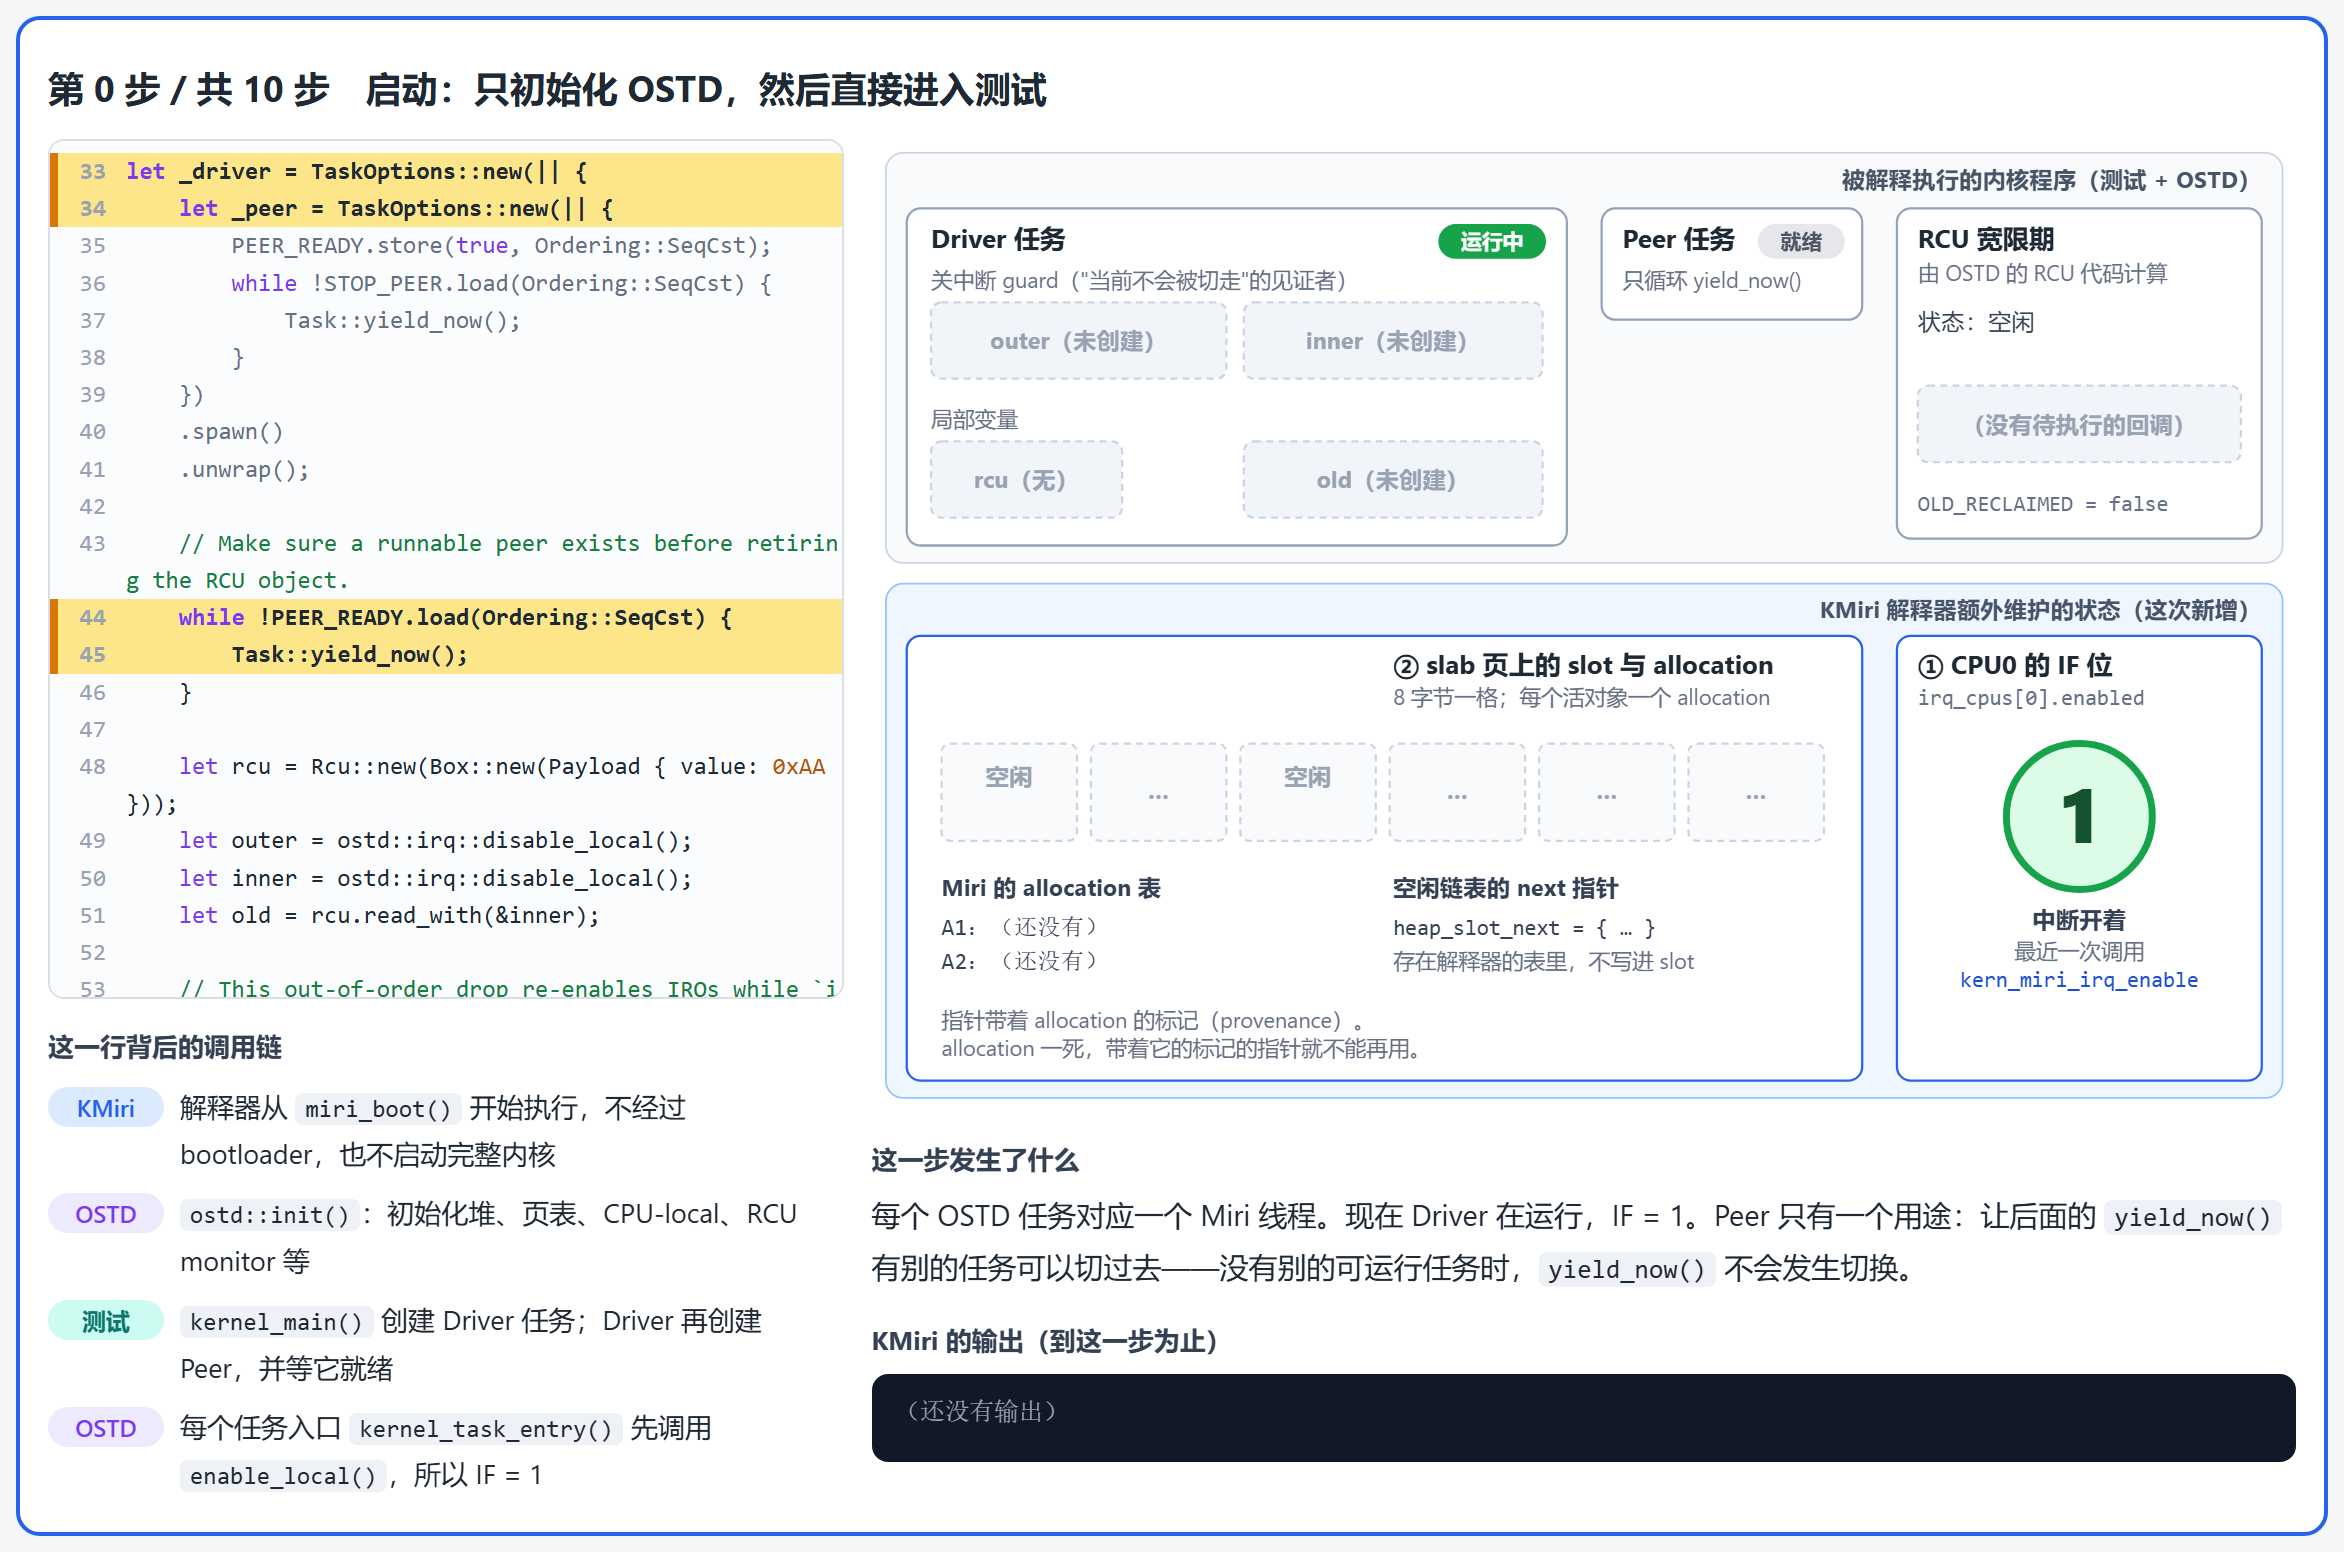 第 0 步 / 共 10 步 启动：只初始化 OSTD，然后直接进入测试
33 let _driver = TaskOptions::new(|| {
34 let _peer = TaskOptions::new(|| {
35 PEER_READY.store(true, Ordering::SeqCst);
36 while !STOP_PEER.load(Ordering::SeqCst) {
37 Task::yield_now();
38 }
39 })
40 .spawn()
41 .unwrap();
42
43 // Make sure a runnable peer exists before retirin
g the RCU object.
44 while !PEER_READY.load(Ordering::SeqCst) {
45 Task::yield_now();
46 }
47
48 let rcu = Rcu::new(Box::new(Payload { value: 0xAA
}));
49 let outer = ostd::irq::disable_local();
50 let inner = ostd::irq::disable_local();
51 let old = rcu.read_with(&inner);
52
53 // This out-of-order drop re-enables IRQs while `i
这一行背后的调用链
KMiri 解释器从 miri_boot() 开始执行，不经过
bootloader，也不启动完整内核
OSTD ostd::init()：初始化堆、页表、CPU-local、RCU
monitor 等
测试 kernel_main() 创建 Driver 任务；Driver 再创建
Peer，并等它就绪
OSTD 每个任务入口 kernel_task_entry() 先调用
enable_local()，所以 IF = 1
被解释执行的内核程序（测试 + OSTD）
Driver 任务 运行中
关中断 guard（"当前不会被切走"的见证者）
outer（未创建） inner（未创建）
局部变量
rcu（无） old（未创建）
Peer 任务 就绪
只循环 yield_now()
RCU 宽限期
由 OSTD 的 RCU 代码计算
状态：空闲
（没有待执行的回调）
OLD_RECLAIMED = false
KMiri 解释器额外维护的状态（这次新增）
② slab 页上的 slot 与 allocation
8 字节一格；每个活对象一个 allocation
空闲 ... 空闲 ... ... ...
Miri 的 allocation 表
A1: （还没有）
A2: （还没有）
空闲链表的 next 指针
heap_slot_next = { … }
存在解释器的表里，不写进 slot
指针带着 allocation 的标记（provenance）。
allocation 一死，带着它的标记的指针就不能再用。
① CPU0 的 IF 位
irq_cpus[0].enabled
1
中断开着
最近一次调用
kern_miri_irq_enable
这一步发生了什么
每个 OSTD 任务对应一个 Miri 线程。现在 Driver 在运行，IF = 1。Peer 只有一个用途：让后面的 yield_now()
有别的任务可以切过去——没有别的可运行任务时，yield_now() 不会发生切换。
KMiri 的输出（到这一步为止）
（还没有输出）